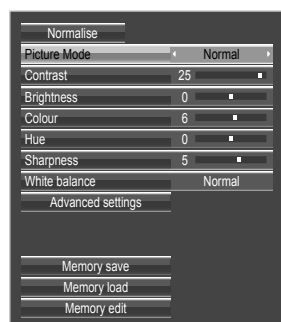 Normalise
Picture Mode Normal
Contrast 25
Brightness 0
Colour 6
Hue 0
Sharpness 5
White balance Normal
Advanced settings
Memory save
Memory load
Memory edit